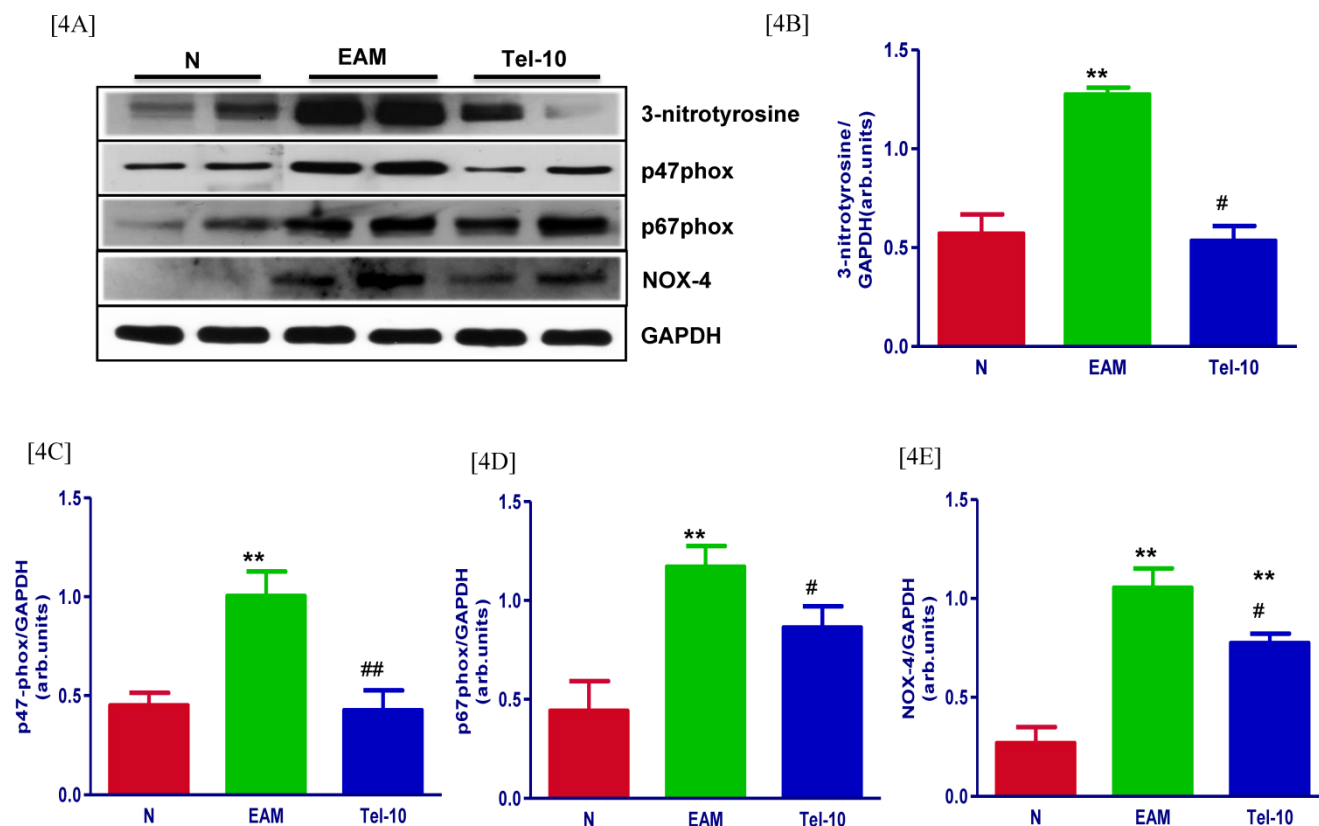 [4A]
N EAM Tel-10
3-nitrotyrosine
p47phox
p67phox
NOX-4
GAPDH
[4B]
3-nitrotyrosine/
GAPDH(arb.units)
1.5
1.0
0.5
0.0
**
#
N EAM Tel-10
[4C]
p47-phox/GAPDH
(arb.units)
1.5
1.0
0.5
0.0
**
##
N EAM Tel-10
[4D]
p67phox/GAPDH
(arb.units)
1.5
1.0
0.5
0.0
**
#
N EAM Tel-10
[4E]
NOX-4/GAPDH
(arb.units)
1.5
1.0
0.5
0.0
**
**
#
N EAM Tel-10